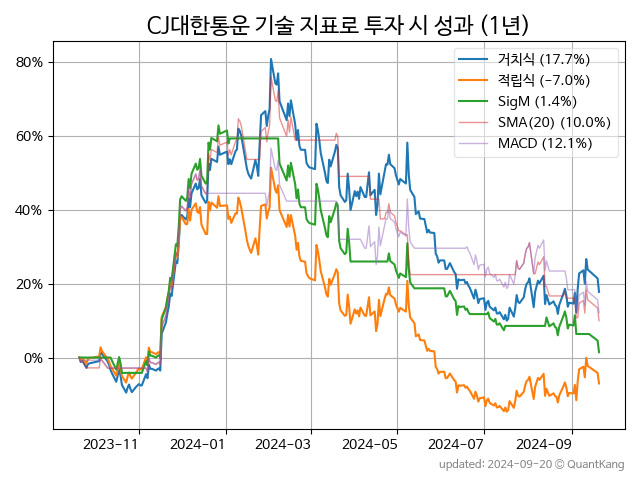 CJ대한통운 기술 지표로 투자 시 성과 (1년)
거치식 (17.7%)
적립식 (−7.0%)
SigM (1.4%)
SMA(20) (10.0%)
MACD (12.1%)
80%
60%
40%
20%
0%
2023-11 2024-01 2024-03 2024-05 2024-07 2024-09
updated: 2024-09-20 @ QuantKang